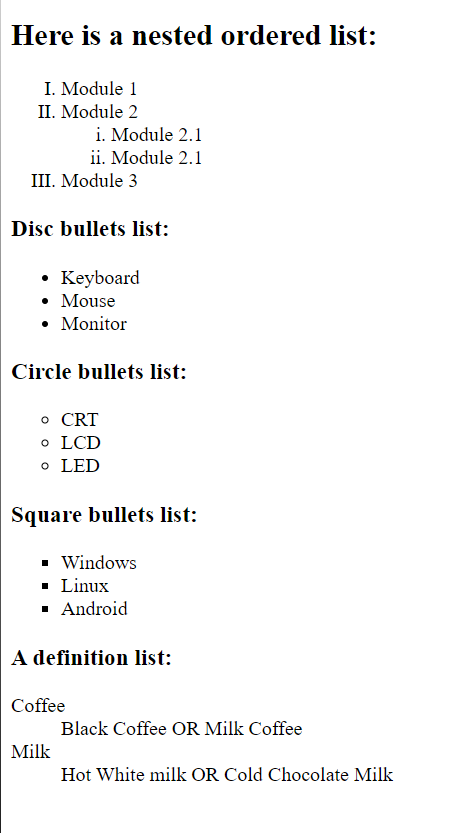 Here is a nested ordered list:
I. Module 1
II. Module 2
i. Module 2.1
ii. Module 2.1
III. Module 3
Disc bullets list:
• Keyboard
• Mouse
• Monitor
Circle bullets list:
◦ CRT
◦ LCD
◦ LED
Square bullets list:
▪ Windows
▪ Linux
▪ Android
A definition list:
Coffee
Black Coffee OR Milk Coffee
Milk
Hot White milk OR Cold Chocolate Milk